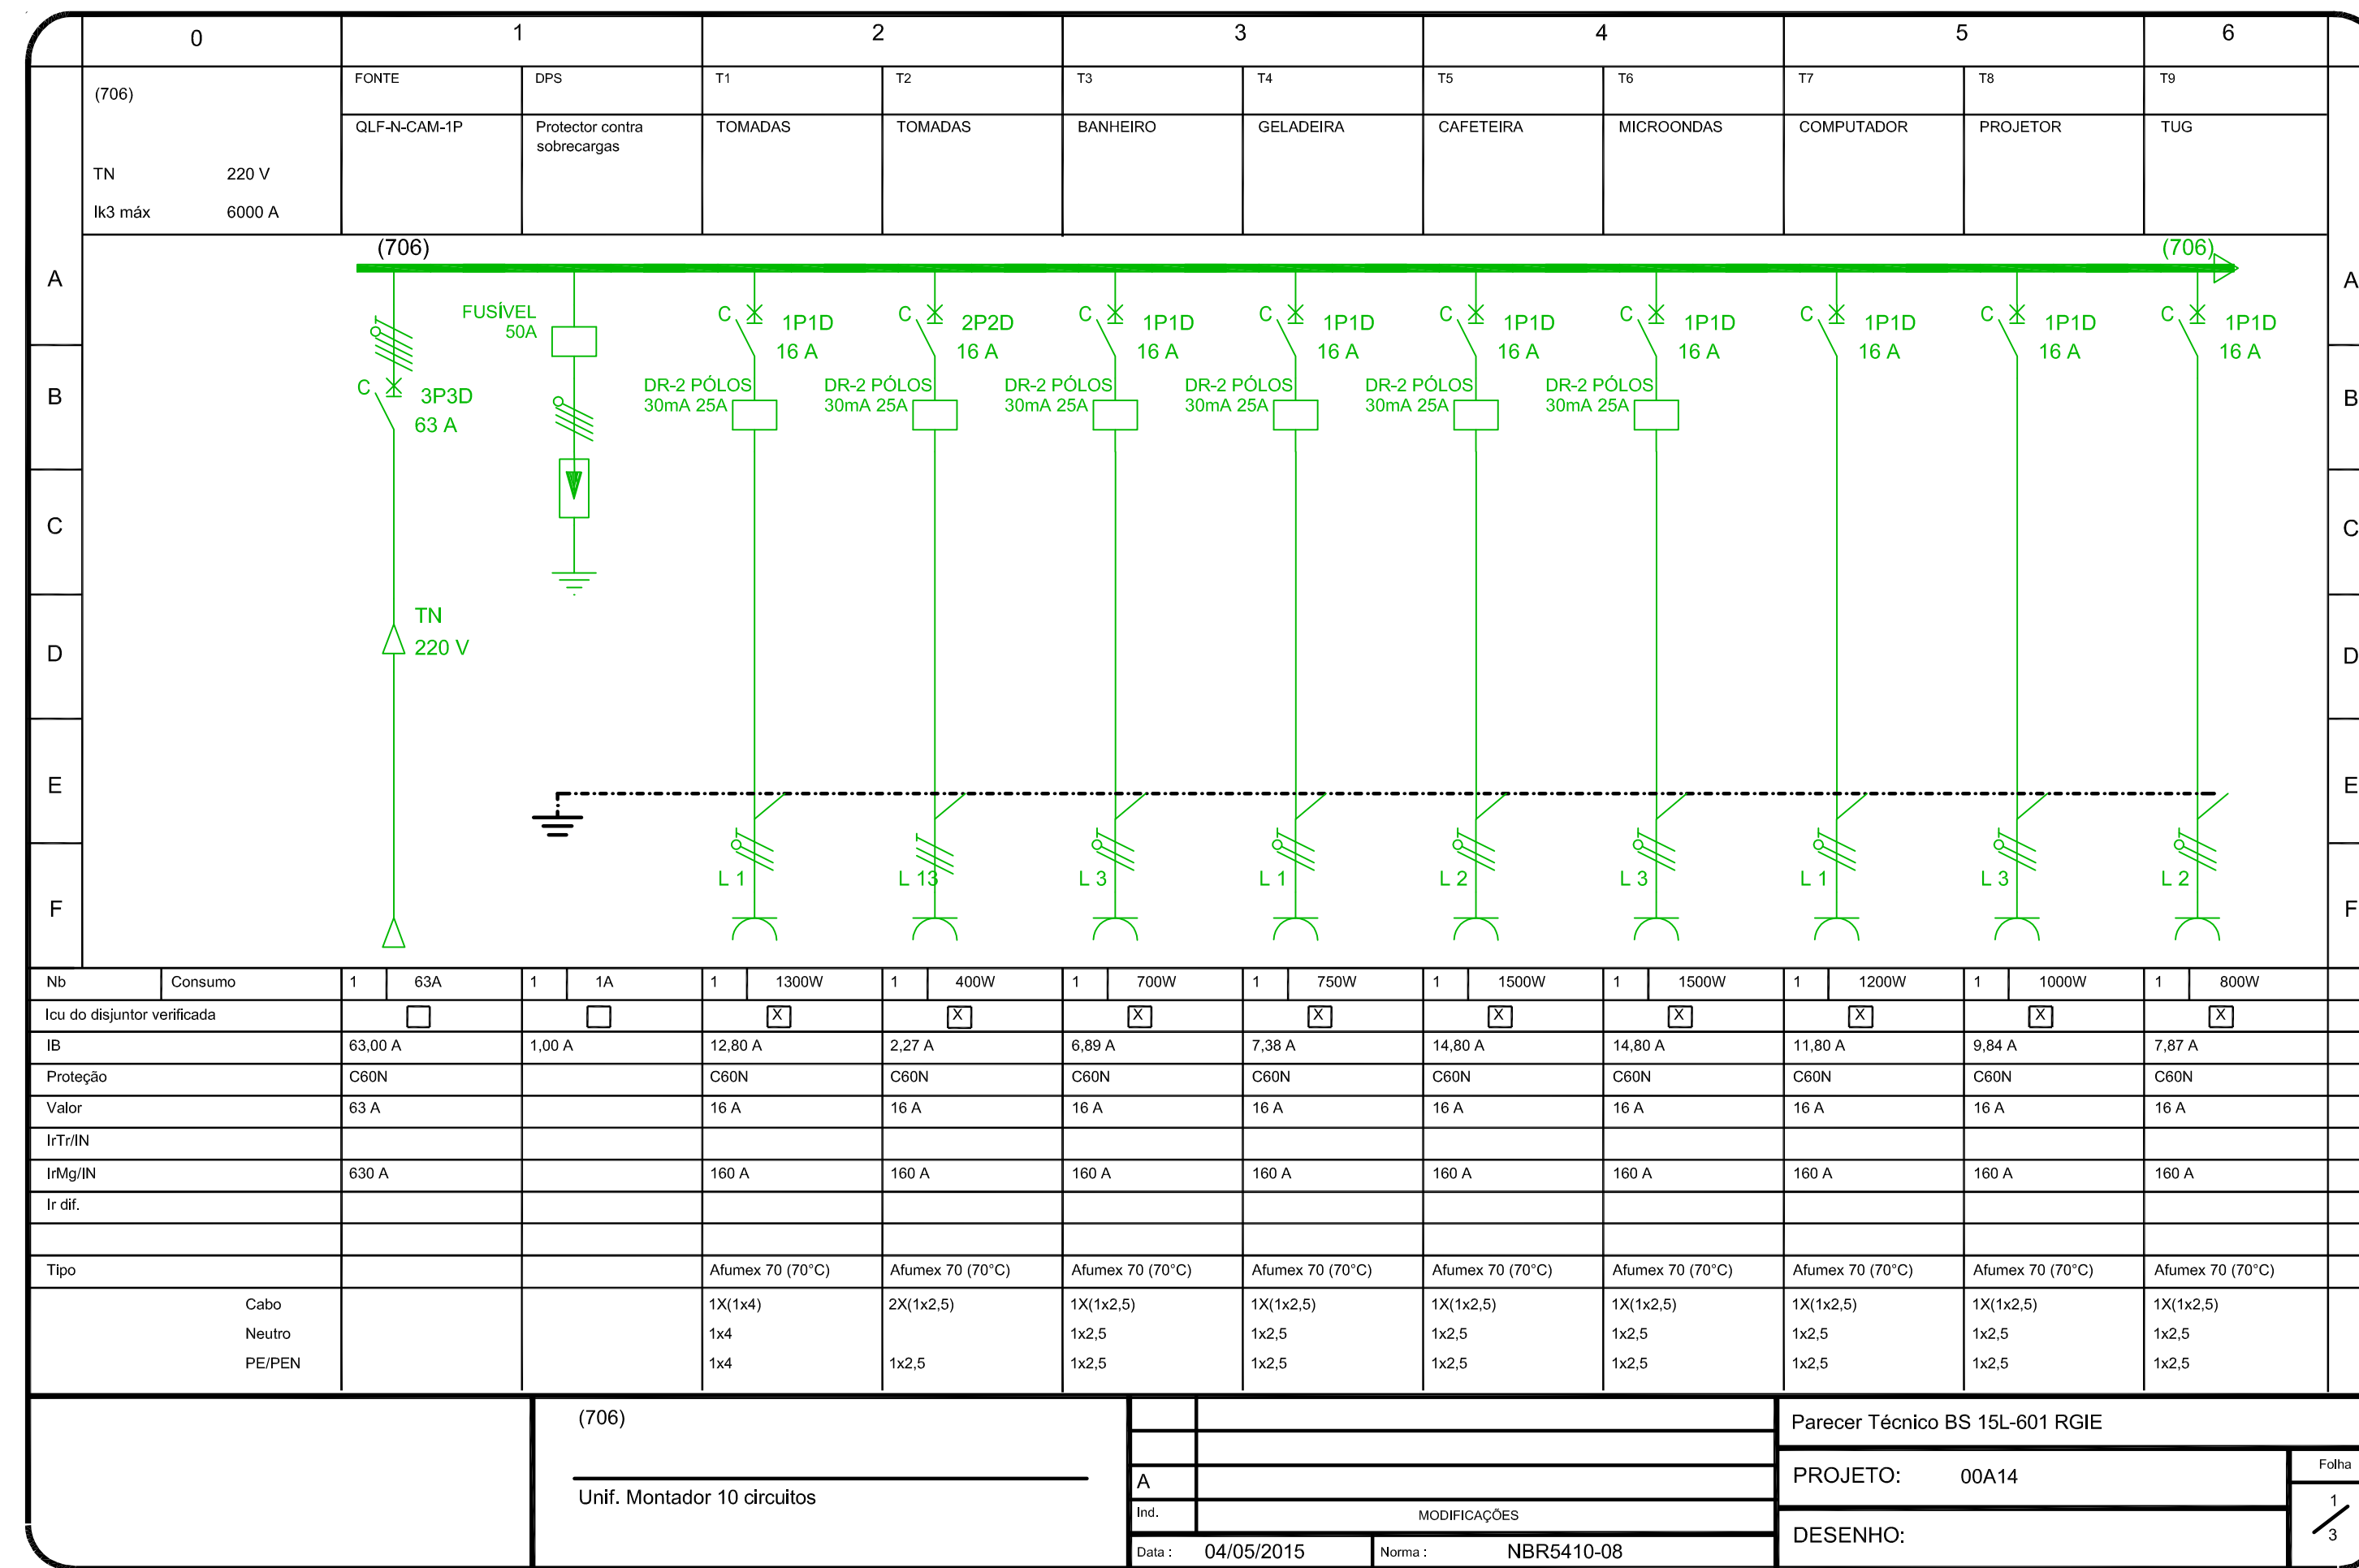 0 1 2 3 4 5 6
FONTE DPS T1 T2 T3 T4 T5 T6 T7 T8 T9
(706)
QLF-N-CAM-1P Protector contra TOMADAS TOMADAS BANHEIRO GELADEIRA CAFETEIRA MICROONDAS COMPUTADOR PROJETOR TUG
sobrecargas
TN 220 V
Ik3 máx 6000 A
(706) (706)
A A
FUSÍVEL C 1P1D C 2P2D C 1P1D C 1P1D C 1P1D C 1P1D C 1P1D C 1P1D C 1P1D
50A 16 A 16 A 16 A 16 A 16 A 16 A 16 A 16 A 16 A
B C 3P3D DR-2 PÓLOS DR-2 PÓLOS DR-2 PÓLOS DR-2 PÓLOS DR-2 PÓLOS DR-2 PÓLOS B
63 A 30mA 25A 30mA 25A 30mA 25A 30mA 25A 30mA 25A 30mA 25A
C C
TN
D 220 V D
E E
L 1 L 13 L 3 L 1 L 2 L 3 L 1 L 3 L 2
F F
Nb Consumo 1 63A 1 1A 1 1300W 1 400W 1 700W 1 750W 1 1500W 1 1500W 1 1200W 1 1000W 1 800W
Icu do disjuntor verificada X X X X X X X X X
IB 63,00 A 1,00 A 12,80 A 2,27 A 6,89 A 7,38 A 14,80 A 14,80 A 11,80 A 9,84 A 7,87 A
Proteção C60N C60N C60N C60N C60N C60N C60N C60N C60N C60N
Valor 63 A 16 A 16 A 16 A 16 A 16 A 16 A 16 A 16 A 16 A
IrTr/IN
IrMg/IN 630 A 160 A 160 A 160 A 160 A 160 A 160 A 160 A 160 A 160 A
Ir dif.
Tipo Afumex 70 (70°C) Afumex 70 (70°C) Afumex 70 (70°C) Afumex 70 (70°C) Afumex 70 (70°C) Afumex 70 (70°C) Afumex 70 (70°C) Afumex 70 (70°C) Afumex 70 (70°C)
Cabo 1X(1x4) 2X(1x2,5) 1X(1x2,5) 1X(1x2,5) 1X(1x2,5) 1X(1x2,5) 1X(1x2,5) 1X(1x2,5) 1X(1x2,5)
Neutro 1x4 1x2,5 1x2,5 1x2,5 1x2,5 1x2,5 1x2,5 1x2,5
PE/PEN 1x4 1x2,5 1x2,5 1x2,5 1x2,5 1x2,5 1x2,5 1x2,5 1x2,5
(706)
Unif. Montador 10 circuitos
A
Ind. MODIFICAÇÕES
Data : 04/05/2015 Norma : NBR5410-08
Parecer Técnico BS 15L-601 RGIE
PROJETO: 00A14
DESENHO:
Folha
1
3